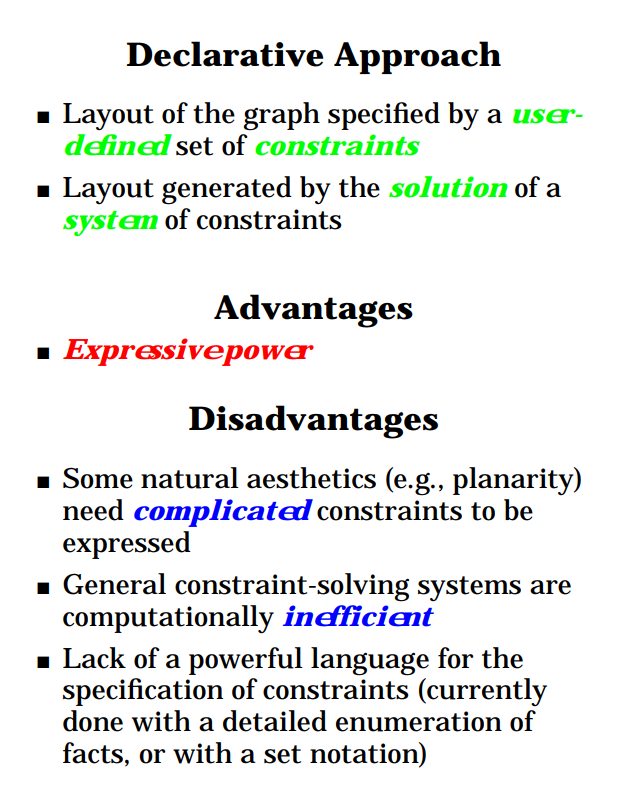 Declarative Approach
■ Layout of the graph specified by a user-
defined set of constraints
■ Layout generated by the solution of a
system of constraints
Advantages
■ Expressive power
Disadvantages
■ Some natural aesthetics (e.g., planarity)
need complicated constraints to be
expressed
■ General constraint-solving systems are
computationally inefficient
■ Lack of a powerful language for the
specification of constraints (currently
done with a detailed enumeration of
facts, or with a set notation)